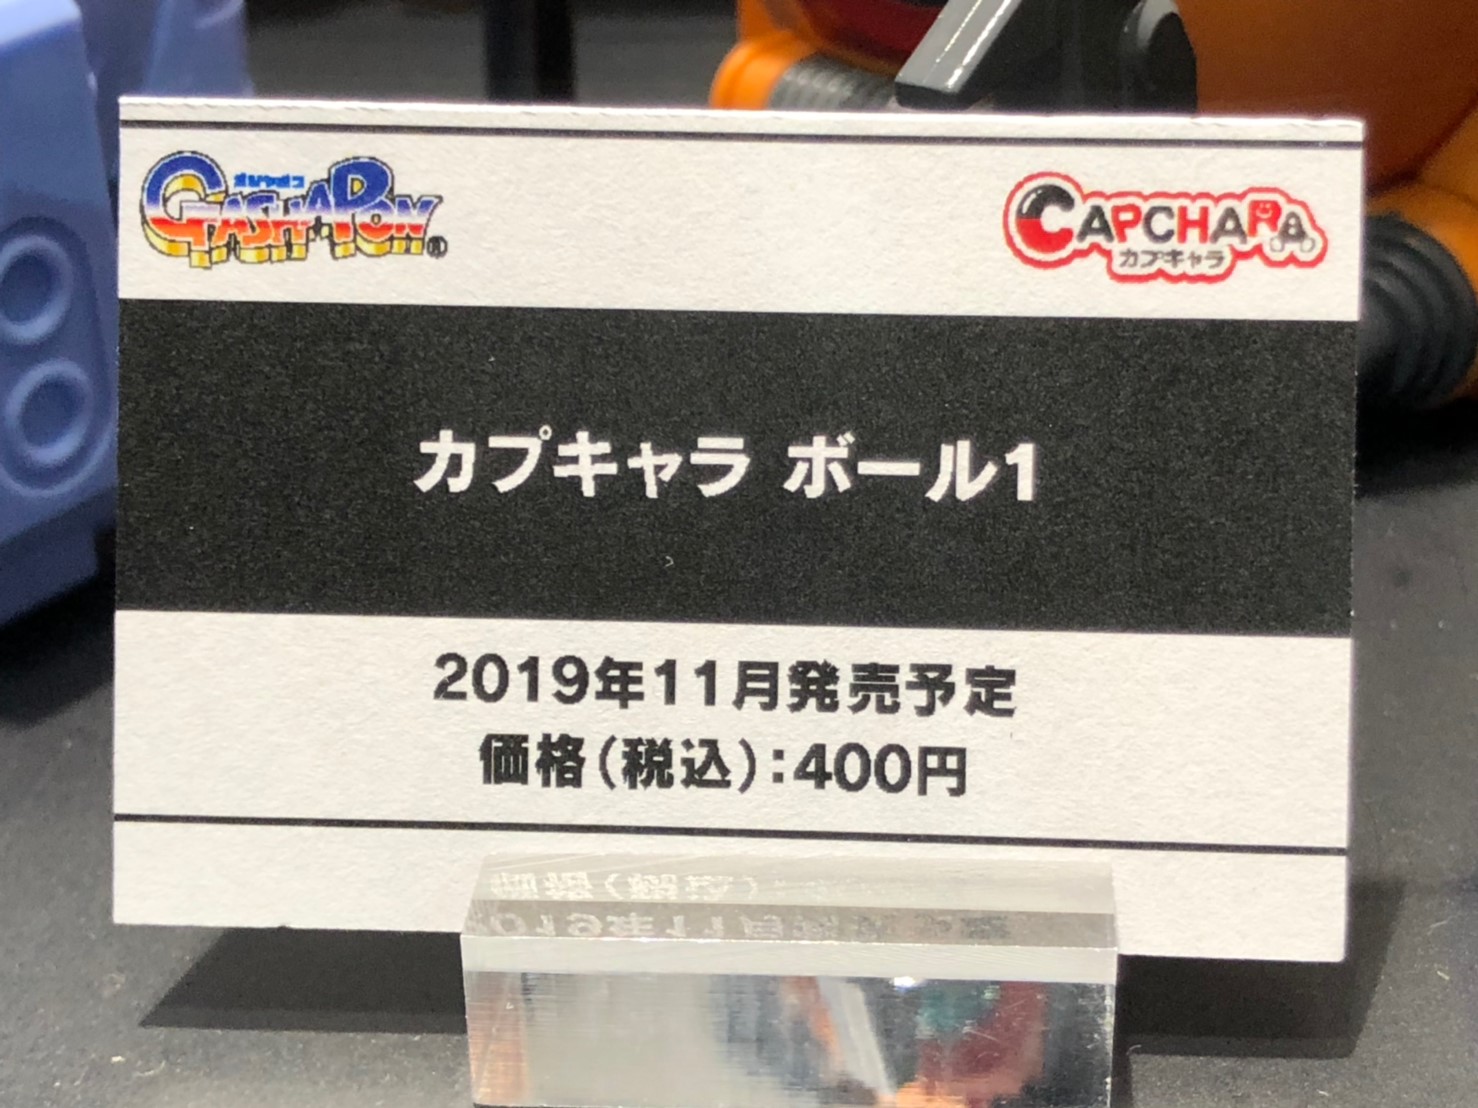 ガシャポン
GASHAPON®
CAPCHARA
カプキャラ
カプキャラ ボール1
2019年11月発売予定
価格(税込):400円